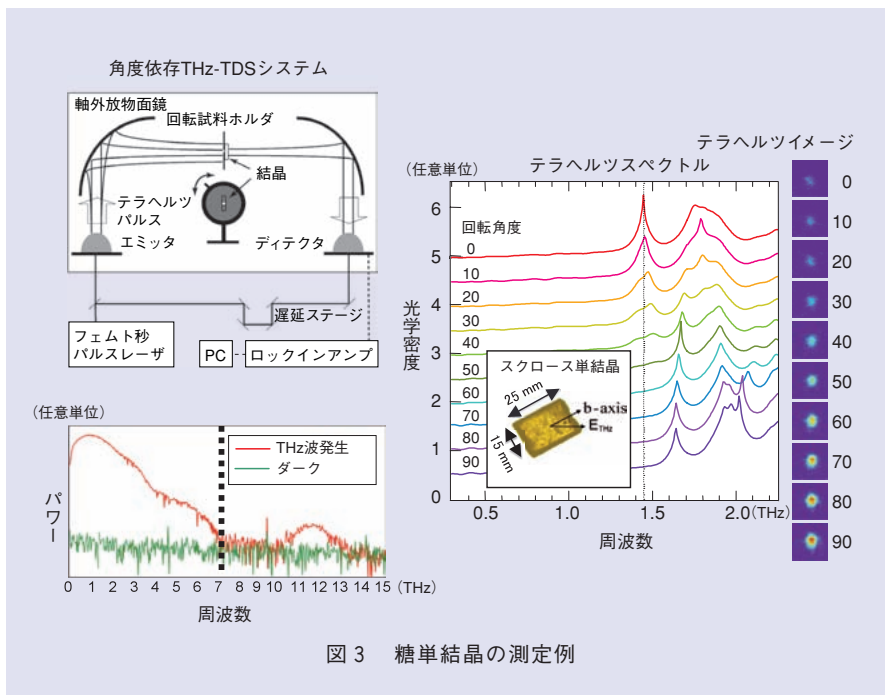 角度依存THz-TDSシステム
軸外放物面鏡
回転試料ホルダ
結晶
テラヘルツ
パルス
エミッタ
ディテクタ
遅延ステージ
フェムト秒
パルスレーザ
PC
ロックインアンプ
(任意単位)
THz波発生
ダーク
パワー
0 1 2 3 4 5 6 7 8 9 10 11 12 13 14 15 (THz)
周波数
テラヘルツイメージ
(任意単位)
テラヘルツスペクトル
6
5
4
3
2
1
0
光学密度
回転角度
0
10
20
30
40
50
60
70
80
90
スクロース単結晶
25 mm
15 mm
b-axis
ETHz
0.5 1.0 1.5 2.0 (THz)
周波数
0
10
20
30
40
50
60
70
80
90
図3 糖単結晶の測定例